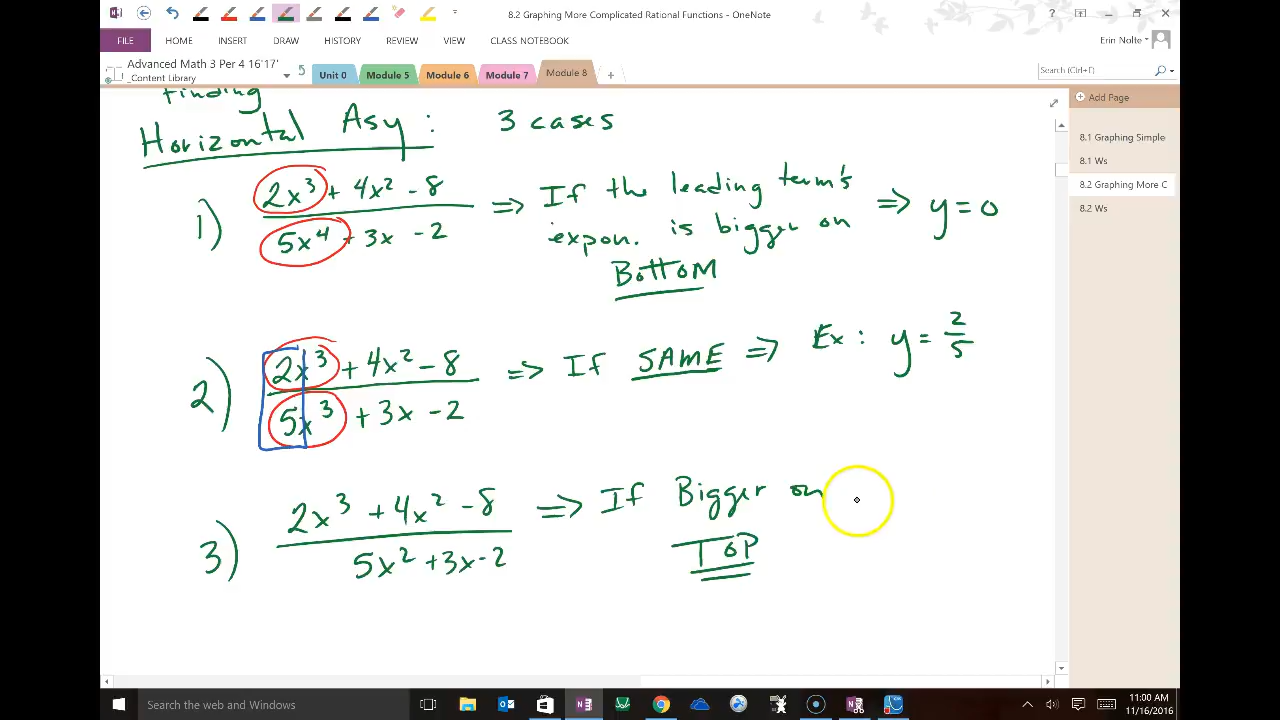 8.2 Graphing More Complicated Rational Functions - OneNote
FILE HOME INSERT DRAW HISTORY REVIEW VIEW CLASS NOTEBOOK
Erin Nolte
Advanced Math 3 Per 4 16'17'
_Content Library
Unit 0 Module 5 Module 6 Module 7 Module 8 +
Search (Ctrl+E)
Add Page
8.1 Graphing Simple
8.1 Ws
8.2 Graphing More C
8.2 Ws
Finding
Horizontal Asy : 3 cases
1) 2x³ + 4x² - 8 ⇒ If the leading term's ⇒ y = 0
5x⁴ + 3x - 2 expon. is bigger on
BOTTOM
2) 2x³ + 4x² - 8 ⇒ If SAME ⇒ Ex : y = 2/5
5x³ + 3x - 2
3) 2x³ + 4x² - 8 ⇒ If Bigger on
5x² + 3x - 2 TOP
Search the web and Windows
11:00 AM
11/16/2016